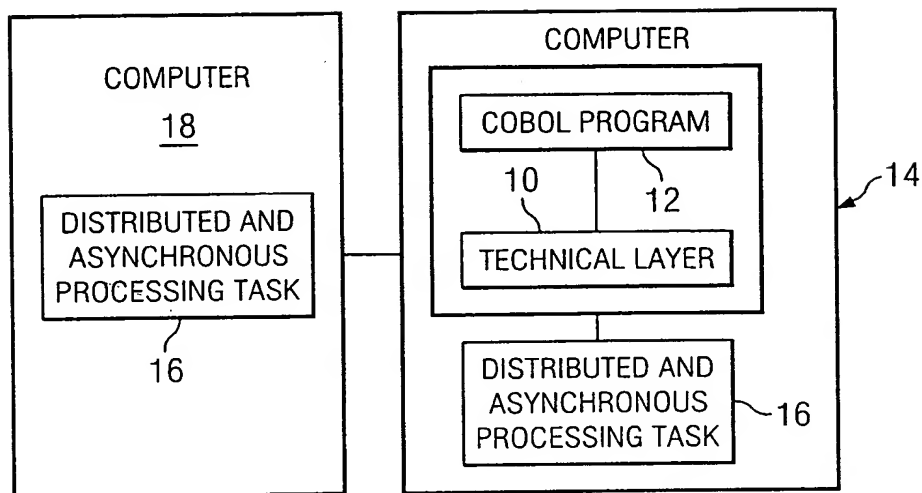 COMPUTER
18
DISTRIBUTED AND
ASYNCHRONOUS
PROCESSING TASK
16
COMPUTER
COBOL PROGRAM
10
12
TECHNICAL LAYER
14
DISTRIBUTED AND
ASYNCHRONOUS
PROCESSING TASK
16